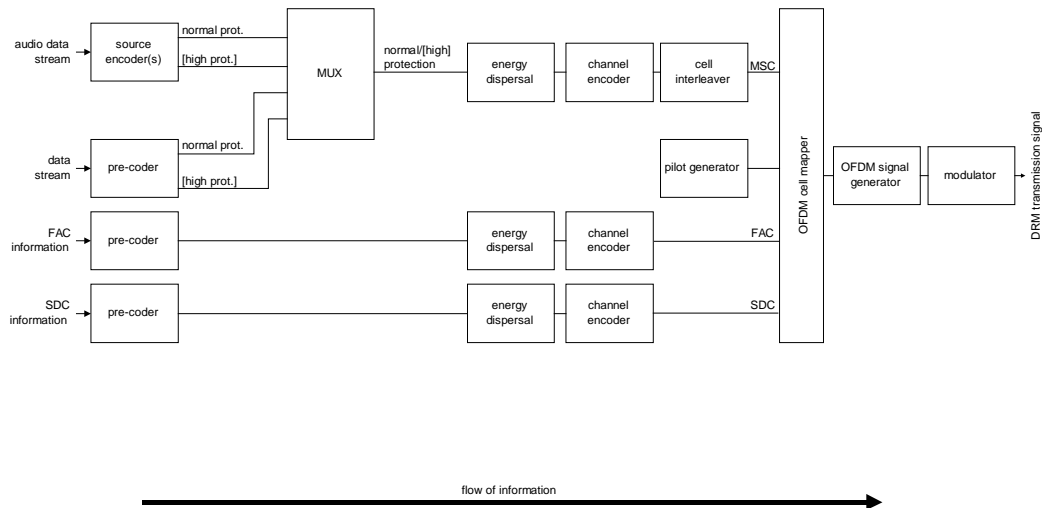 audio data
stream
source
encoder(s)
normal prot.
[high prot.]
MUX
normal/[high]
protection
energy
dispersal
channel
encoder
cell
interleaver
MSC
data
stream
pre-coder
normal prot.
[high prot.]
pilot generator
OFDM cell mapper
OFDM signal
generator
modulator
DRM transmission signal
FAC
information
pre-coder
energy
dispersal
channel
encoder
FAC
SDC
information
pre-coder
energy
dispersal
channel
encoder
SDC
flow of information